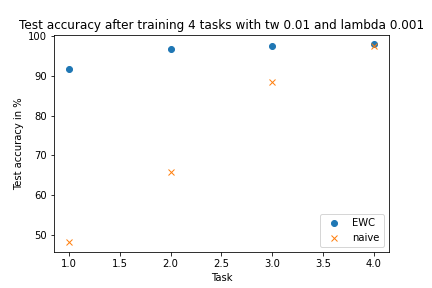 Test accuracy after training 4 tasks with tw 0.01 and lambda 0.001
100
90
80
70
60
50
Test accuracy in %
1.0 1.5 2.0 2.5 3.0 3.5 4.0
Task
EWC
naive